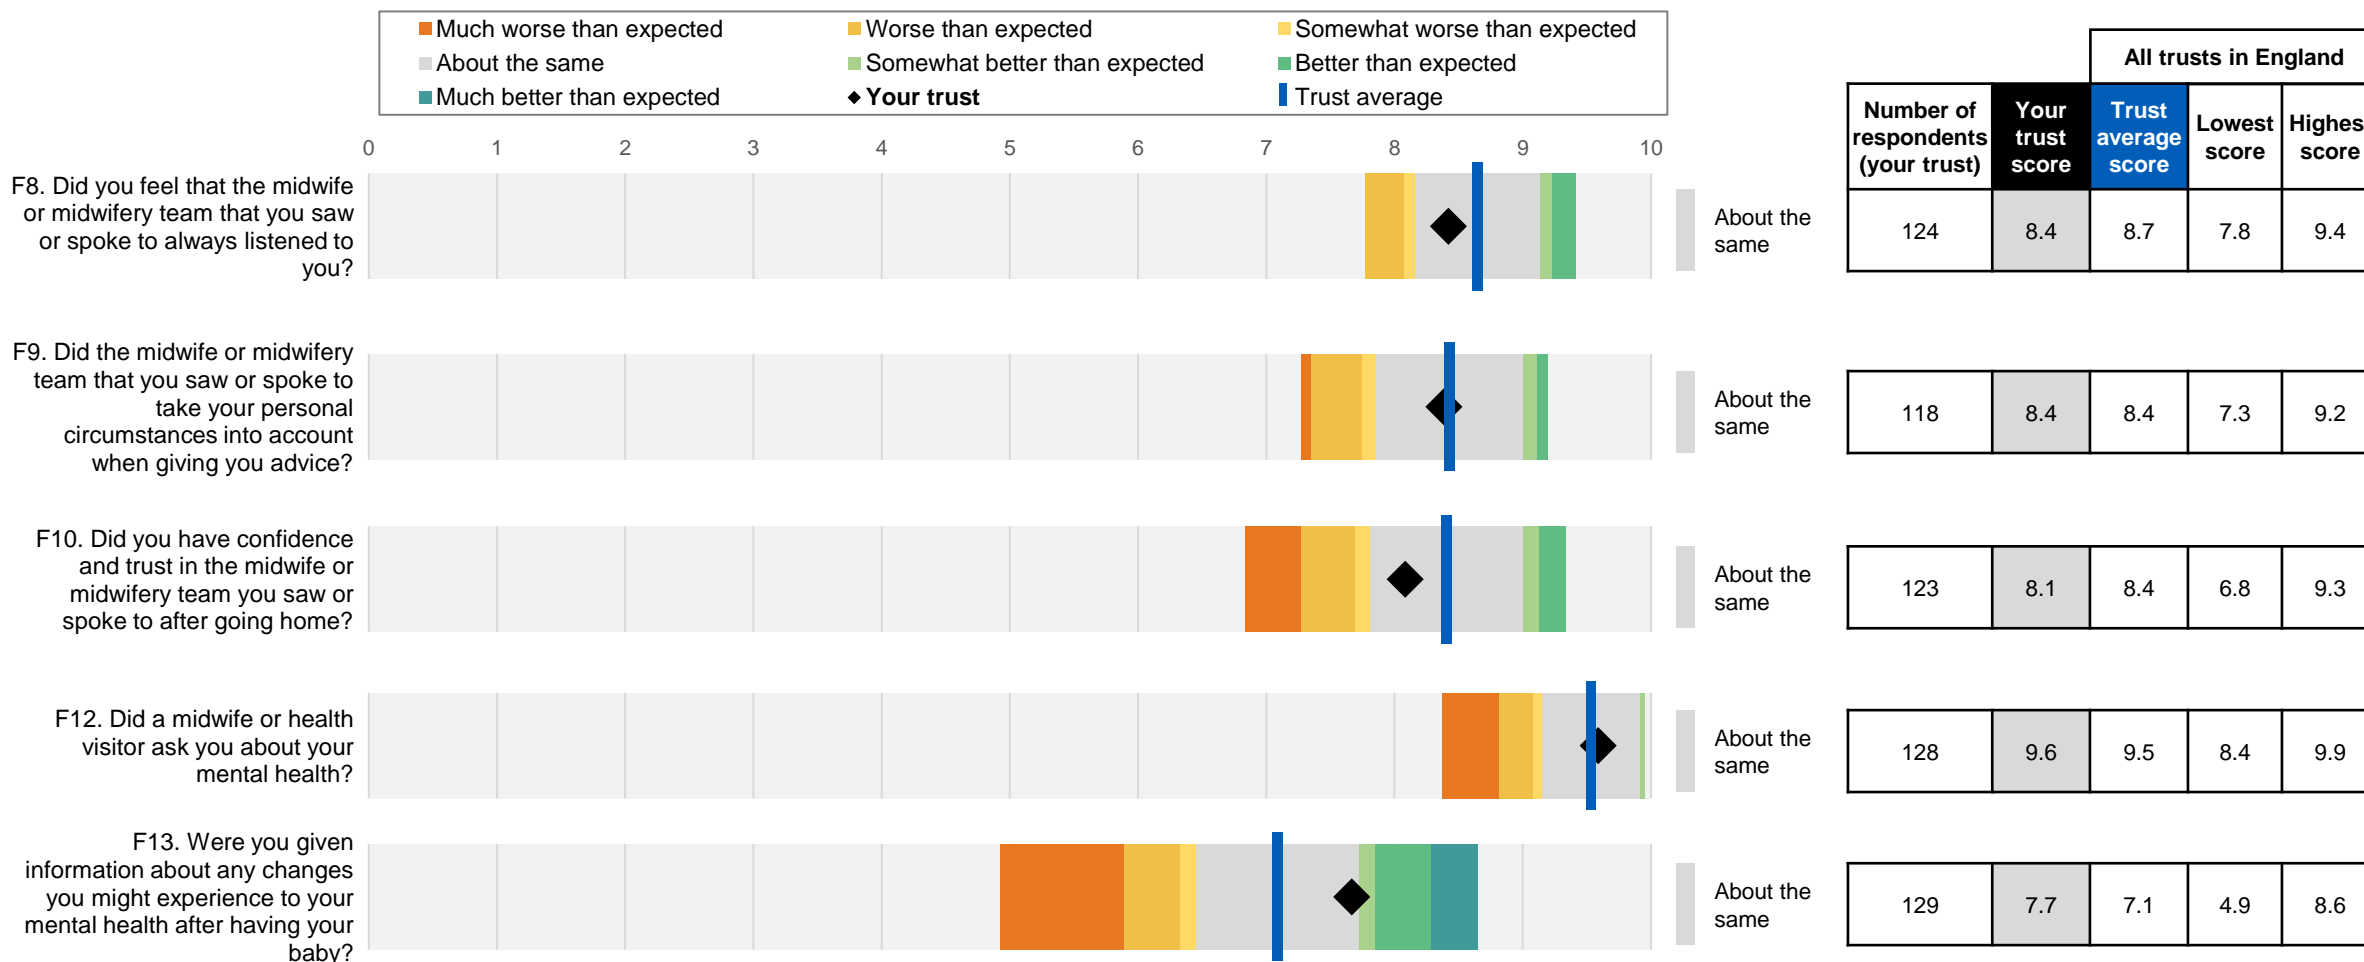 Much worse than expected
Worse than expected
Somewhat worse than expected
About the same
Somewhat better than expected
Better than expected
Much better than expected
Your trust
Trust average
All trusts in England
Number of
respondents
(your trust)
Your
trust
score
Trust
average
score
Lowest
score
Highes
score
0 1 2 3 4 5 6 7 8 9 10
F8. Did you feel that the midwife
or midwifery team that you saw
or spoke to always listened to
you?
About the
same
124 8.4 8.7 7.8 9.4
F9. Did the midwife or midwifery
team that you saw or spoke to
take your personal
circumstances into account
when giving you advice?
About the
same
118 8.4 8.4 7.3 9.2
F10. Did you have confidence
and trust in the midwife or
midwifery team you saw or
spoke to after going home?
About the
same
123 8.1 8.4 6.8 9.3
F12. Did a midwife or health
visitor ask you about your
mental health?
About the
same
128 9.6 9.5 8.4 9.9
F13. Were you given
information about any changes
you might experience to your
mental health after having your
baby?
About the
same
129 7.7 7.1 4.9 8.6